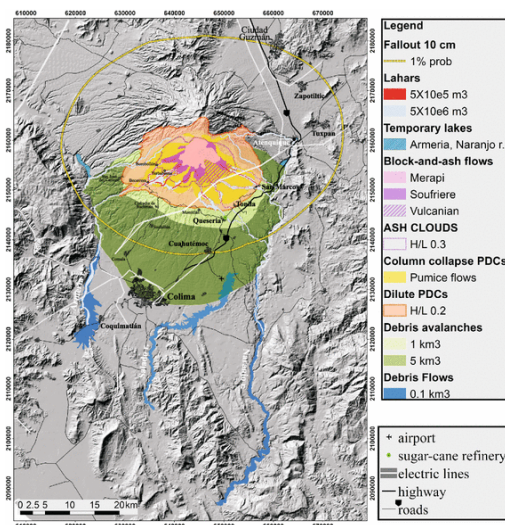 610000 620000 630000 640000 650000 660000 670000
Ciudad
Guzmán
Zapotiltic
Tuxpan
Atenquique
San Marcos
Tonila
Quesería
Cuauhtémoc
Colima
Coquimatlán
2180000
2170000
2160000
2150000
2140000
2130000
2120000
2110000
2100000
2090000
0 2.5 5 10 15 20 km
Legend
Fallout 10 cm
1% prob
Lahars
5X10e5 m3
5X10e6 m3
Temporary lakes
Armeria, Naranjo r.
Block-and-ash flows
Merapi
Soufriere
Vulcanian
ASH CLOUDS
H/L 0.3
Column collapse PDCs
Pumice flows
Dilute PDCs
H/L 0.2
Debris avalanches
1 km3
5 km3
Debris Flows
0.1 km3
airport
sugar-cane refinery
electric lines
highway
roads